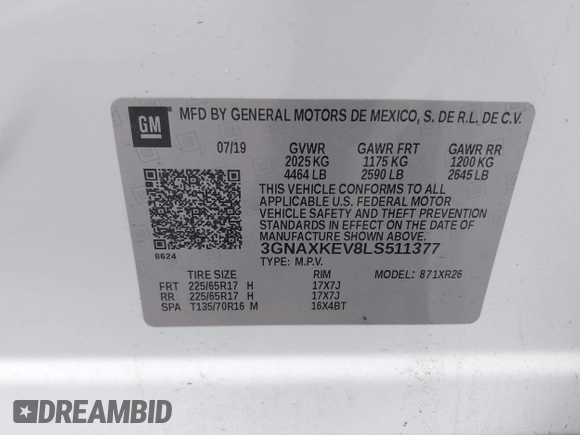 GM
MFD BY GENERAL MOTORS DE MEXICO, S. DE R.L. DE C.V.
07/19 GVWR GAWR FRT GAWR RR
2025 KG 1175 KG 1200 KG
4464 LB 2590 LB 2645 LB
THIS VEHICLE CONFORMS TO ALL
APPLICABLE U.S. FEDERAL MOTOR
VEHICLE SAFETY AND THEFT PREVENTION
STANDARDS IN EFFECT ON THE DATE OF
MANUFACTURE SHOWN ABOVE.
8624 3GNAXKEV8LS511377
TYPE: M.P.V.
TIRE SIZE RIM MODEL: 871XR26
FRT 225/65R17 H 17X7J
RR 225/65R17 H 17X7J
SPA T135/70R16 M 16X4BT
DREAMBID